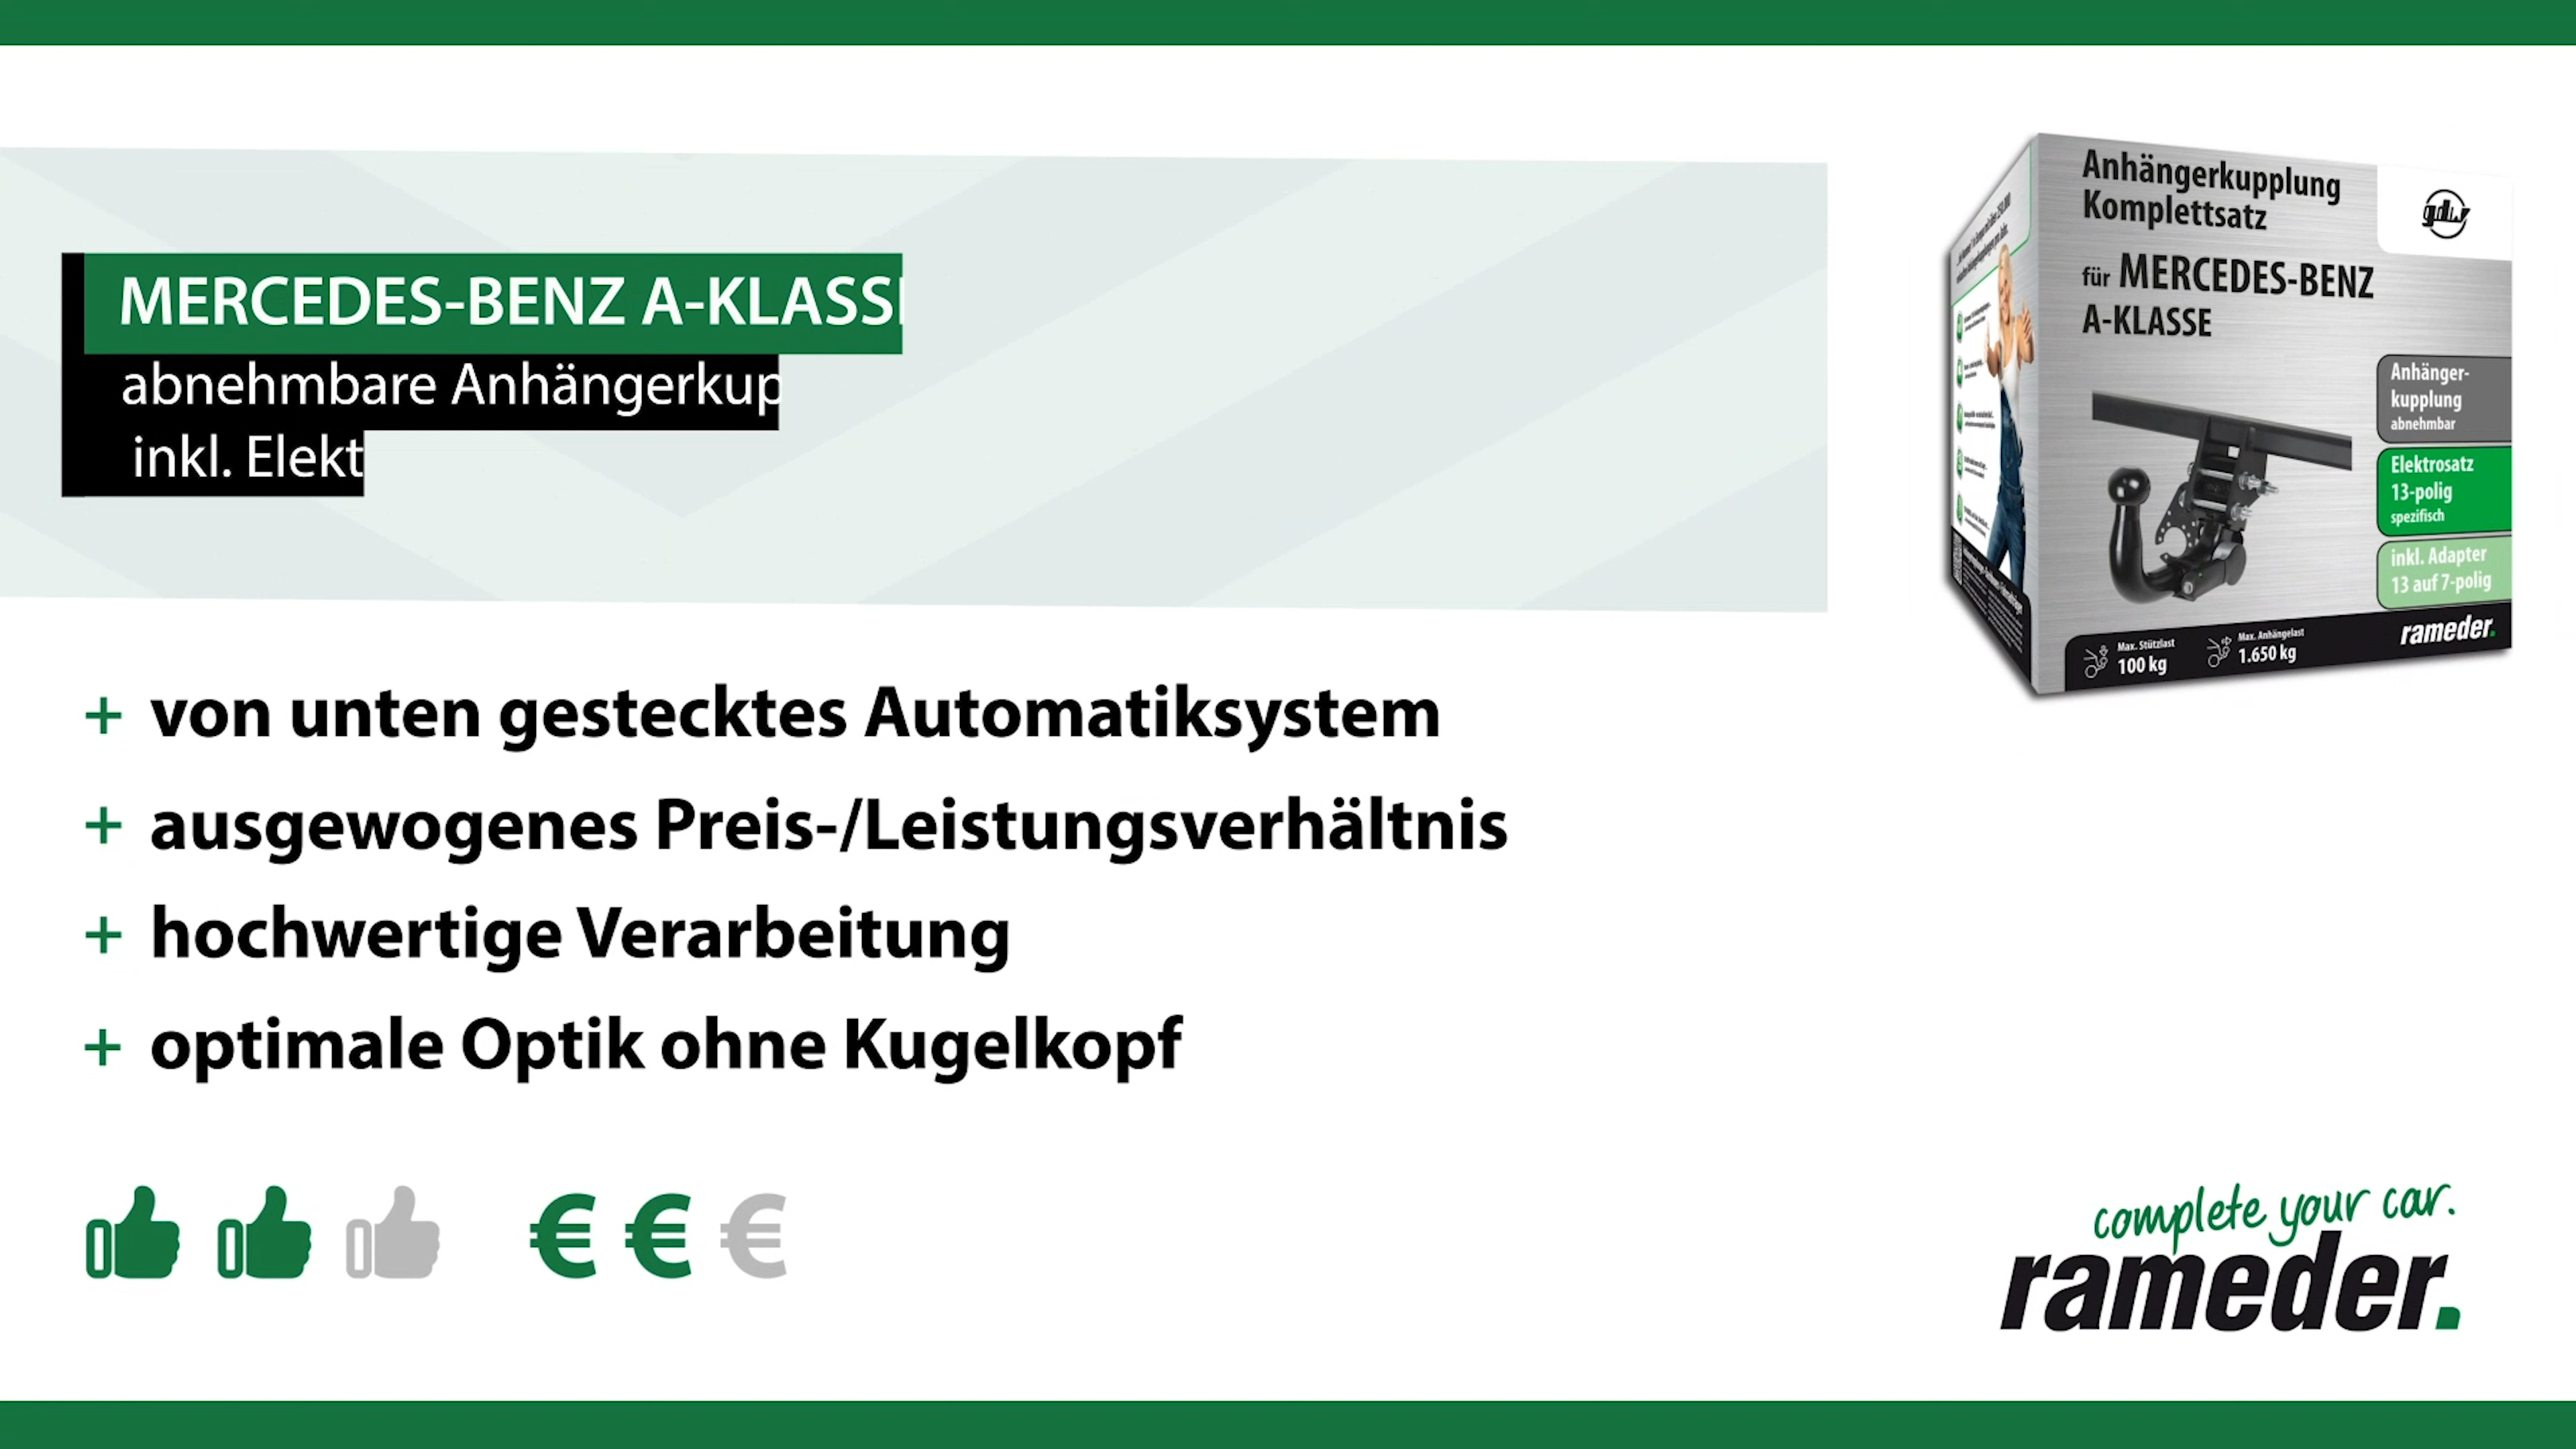 MERCEDES-BENZ A-KLASS
abnehmbare Anhängerkup
inkl. Elekt
+ von unten gestecktes Automatiksystem
+ ausgewogenes Preis-/Leistungsverhältnis
+ hochwertige Verarbeitung
+ optimale Optik ohne Kugelkopf
€ € €
Anhängerkupplung
Komplettsatz
für MERCEDES-BENZ
A-KLASSE
Anhänger-
kupplung
abnehmbar
Elektrosatz
13-polig
spezifisch
inkl. Adapter
13 auf 7-polig
Max. Stützlast
100 kg
Max. Anhängelast
1.650 kg
rameder.
complete your car.
rameder.